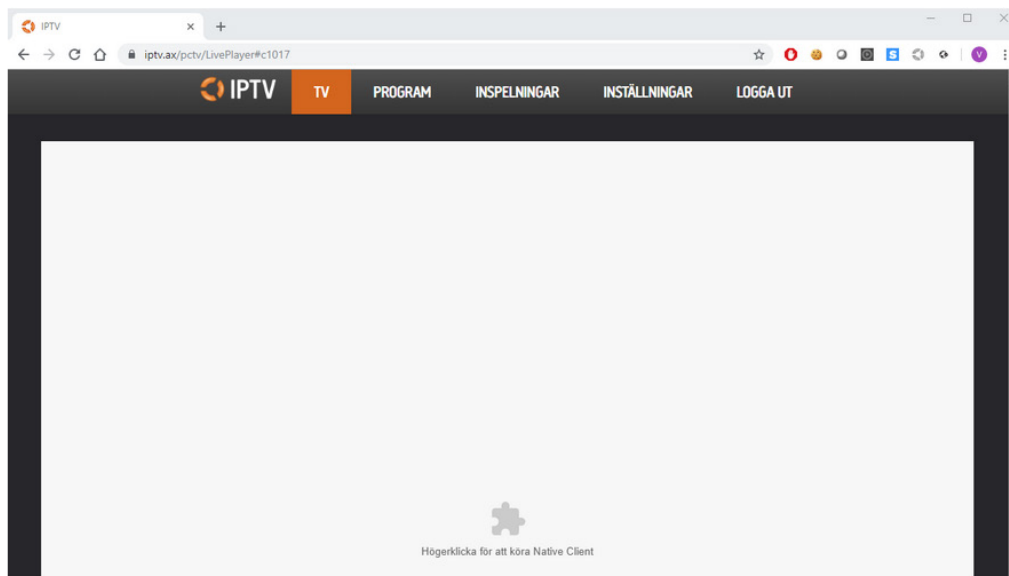 IPTV
iptv.ax/pctv/LivePlayer#c1017
S
V
IPTV TV PROGRAM INSPELNINGAR INSTÄLLNINGAR LOGGA UT
Högerklicka för att köra Native Client